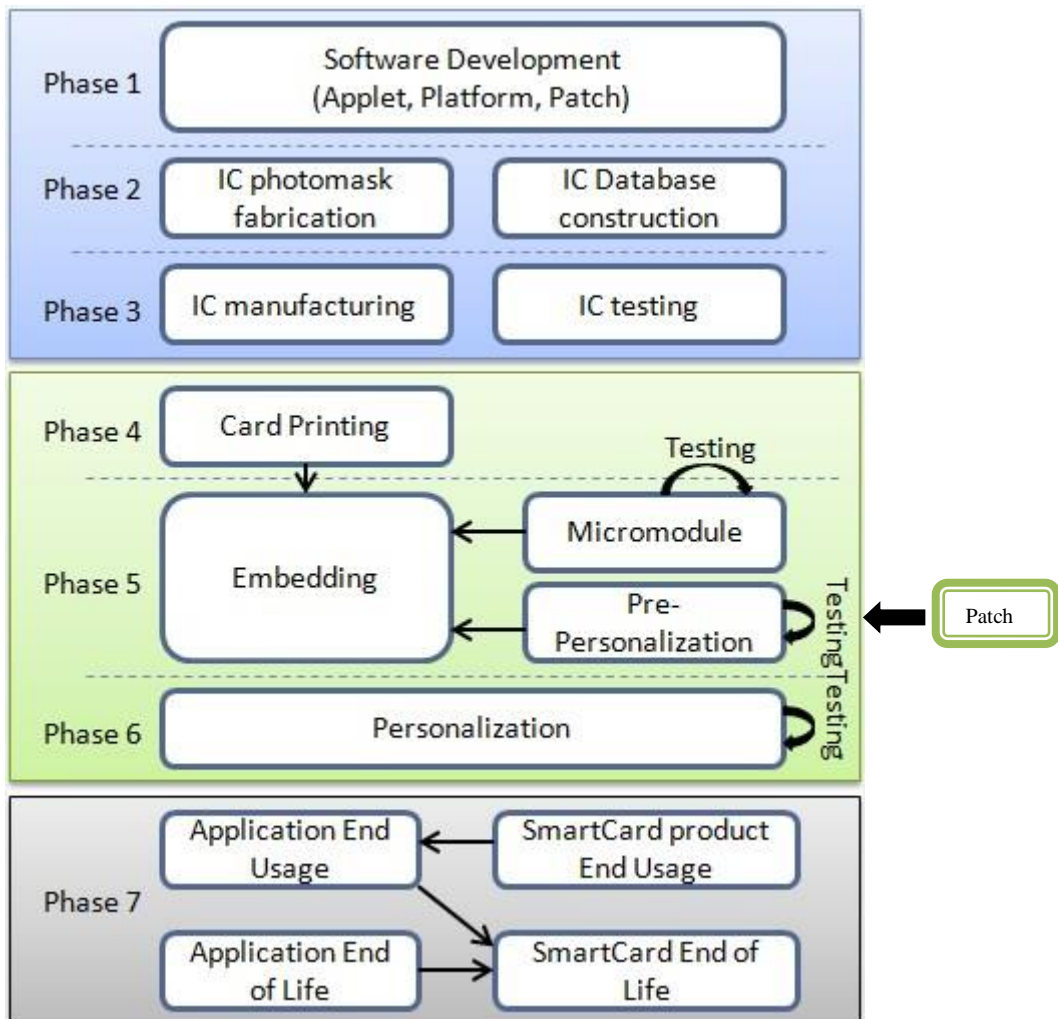 Phase 1
Software Development
(Applet, Platform, Patch)
Phase 2
IC photomask
fabrication
IC Database
construction
Phase 3
IC manufacturing
IC testing
Phase 4
Card Printing
Testing
Phase 5
Embedding
Micromodule
Pre-
Personalization
Testing
Patch
Phase 6
Personalization
Testing
Phase 7
Application End
Usage
SmartCard product
End Usage
Application End
of Life
SmartCard End of
Life